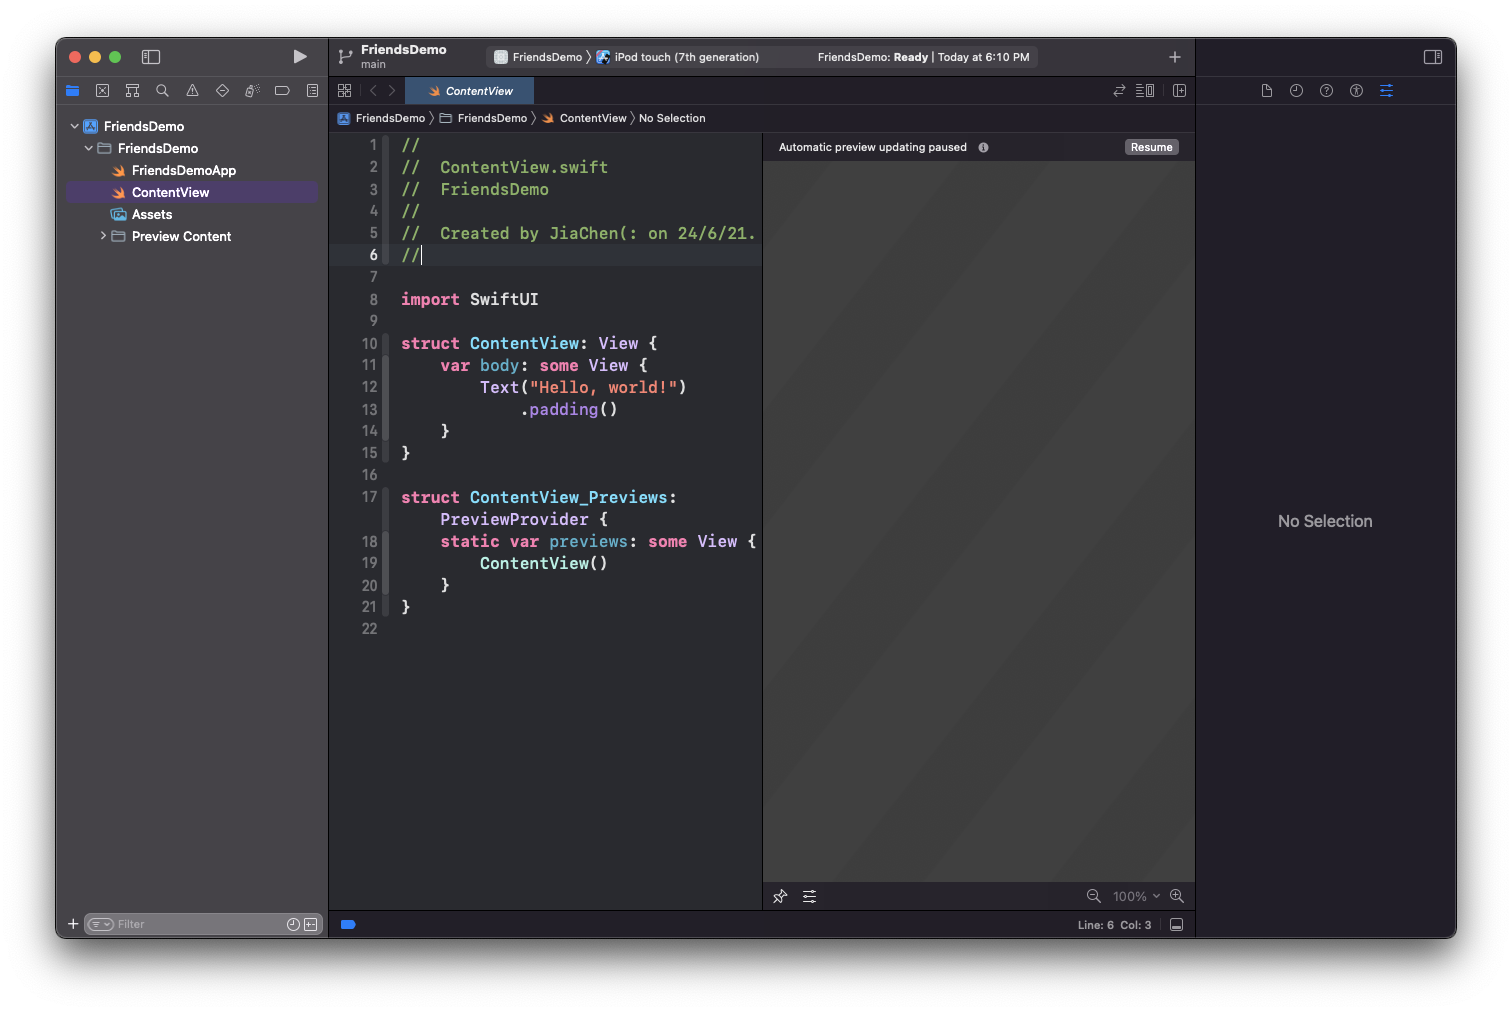 FriendsDemo
main
FriendsDemo
iPod touch (7th generation)
FriendsDemo: Ready | Today at 6:10 PM
ContentView
FriendsDemo
FriendsDemo
ContentView
No Selection
FriendsDemo
FriendsDemo
FriendsDemoApp
ContentView
Assets
Preview Content
Filter
1 //
2 //  ContentView.swift
3 //  FriendsDemo
4 //
5 //  Created by JiaChen(: on 24/6/21.
6 //
7
8 import SwiftUI
9
10 struct ContentView: View {
11     var body: some View {
12         Text("Hello, world!")
13             .padding()
14     }
15 }
16
17 struct ContentView_Previews:
    PreviewProvider {
18     static var previews: some View {
19         ContentView()
20     }
21 }
22
Automatic preview updating paused
Resume
100%
Line: 6 Col: 3
No Selection